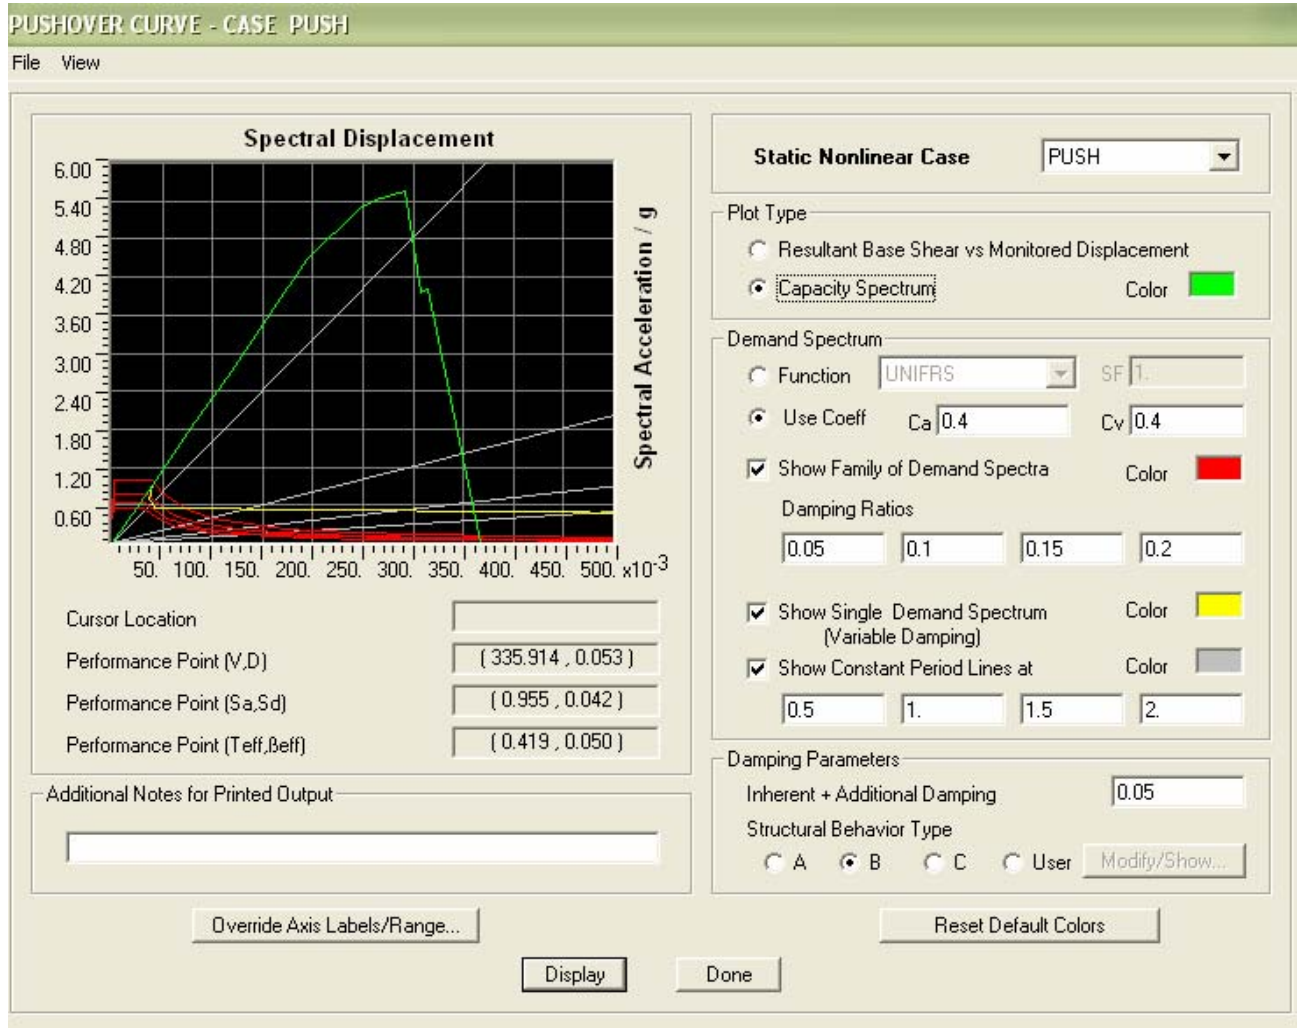 PUSHOVER CURVE - CASE PUSH
File View
Spectral Displacement
6.00
5.40
4.80
4.20
3.60
3.00
2.40
1.80
1.20
0.60
50. 100. 150. 200. 250. 300. 350. 400. 450. 500. x10-3
Spectral Acceleration / g
Cursor Location
Performance Point (V,D) ( 335.914 , 0.053 )
Performance Point (Sa,Sd) ( 0.955 , 0.042 )
Performance Point (Teff,ßeff) ( 0.419 , 0.050 )
Additional Notes for Printed Output
Override Axis Labels/Range...
Static Nonlinear Case PUSH
Plot Type
Resultant Base Shear vs Monitored Displacement
Capacity Spectrum Color
Demand Spectrum
Function UNIFRS SF 1.
Use Coeff Ca 0.4 Cv 0.4
Show Family of Demand Spectra Color
Damping Ratios
0.05 0.1 0.15 0.2
Show Single Demand Spectrum Color
(Variable Damping)
Show Constant Period Lines at Color
0.5 1. 1.5 2.
Damping Parameters
Inherent + Additional Damping 0.05
Structural Behavior Type
A B C User Modify/Show...
Reset Default Colors
Display Done